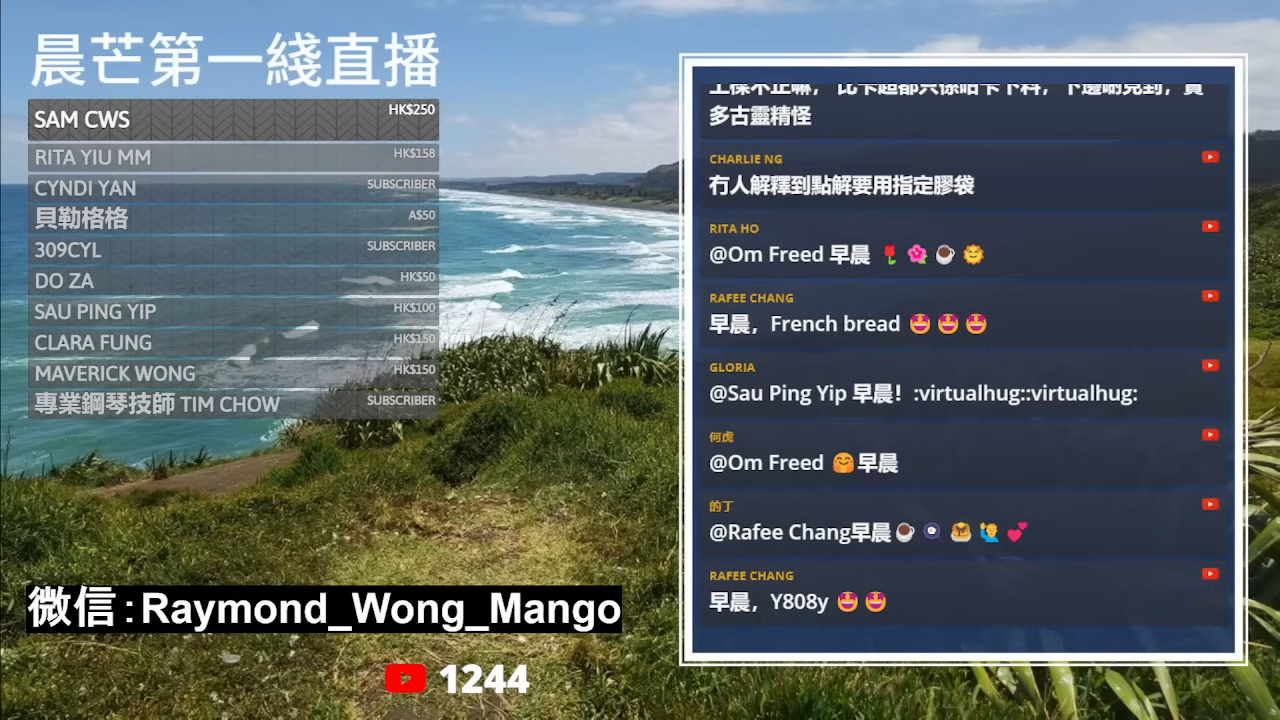 晨芒第一綫直播
SAM CWS HK$250
RITA YIU MM HK$158
CYNDI YAN SUBSCRIBER
貝勒格格 A$50
309CYL SUBSCRIBER
DO ZA HK$50
SAU PING YIP HK$100
CLARA FUNG HK$150
MAVERICK WONG HK$150
專業鋼琴技師 TIM CHOW SUBSCRIBER
微信:Raymond_Wong_Mango
1244
多古靈精怪
CHARLIE NG
冇人解釋到點解要用指定膠袋
RITA HO
@Om Freed 早晨 🌷 🌺 ☕ 🌞
RAFEE CHANG
早晨，French bread 🤩 🤩 🤩
GLORIA
@Sau Ping Yip 早晨！:virtualhug::virtualhug:
何虎
@Om Freed 🤗早晨
的丁
@Rafee Chang早晨☕
RAFEE CHANG
早晨，Y808y 🤩 🤩